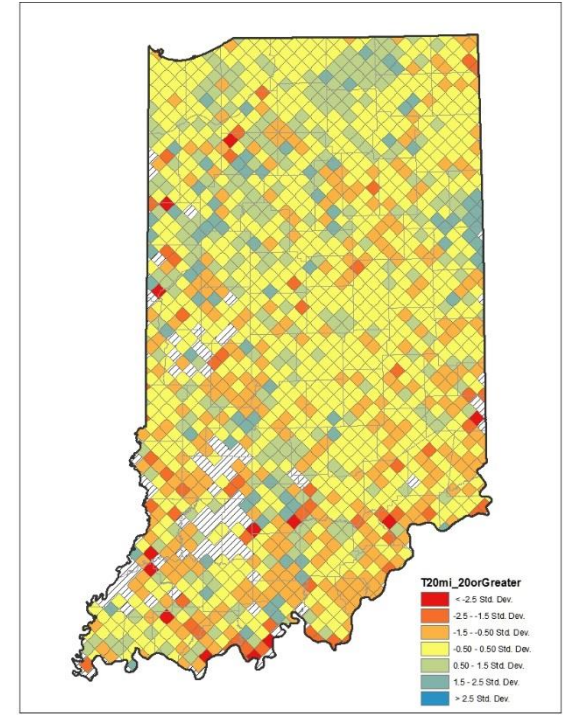 T20mi_20orGreater
< -2.5 Std. Dev.
-2.5 - -1.5 Std. Dev.
-1.5 - -0.50 Std. Dev.
-0.50 - 0.50 Std. Dev.
0.50 - 1.5 Std. Dev.
1.5 - 2.5 Std. Dev.
> 2.5 Std. Dev.